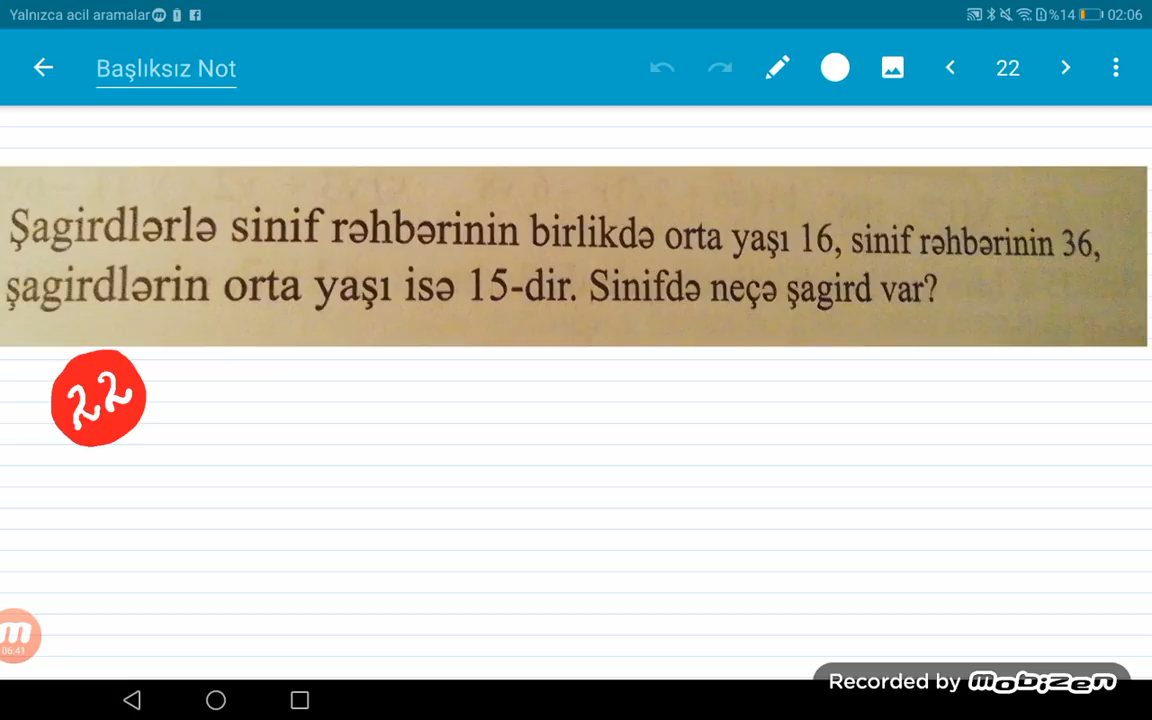 Yalnızca acil aramalar %14 02:06
Başlıksız Not 22
Şagirdlərlə sinif rəhbərinin birlikdə orta yaşı 16, sinif rəhbərinin 36,
şagirdlərin orta yaşı isə 15-dir. Sinifdə neçə şagird var?
22
06:41
Recorded by mobizen